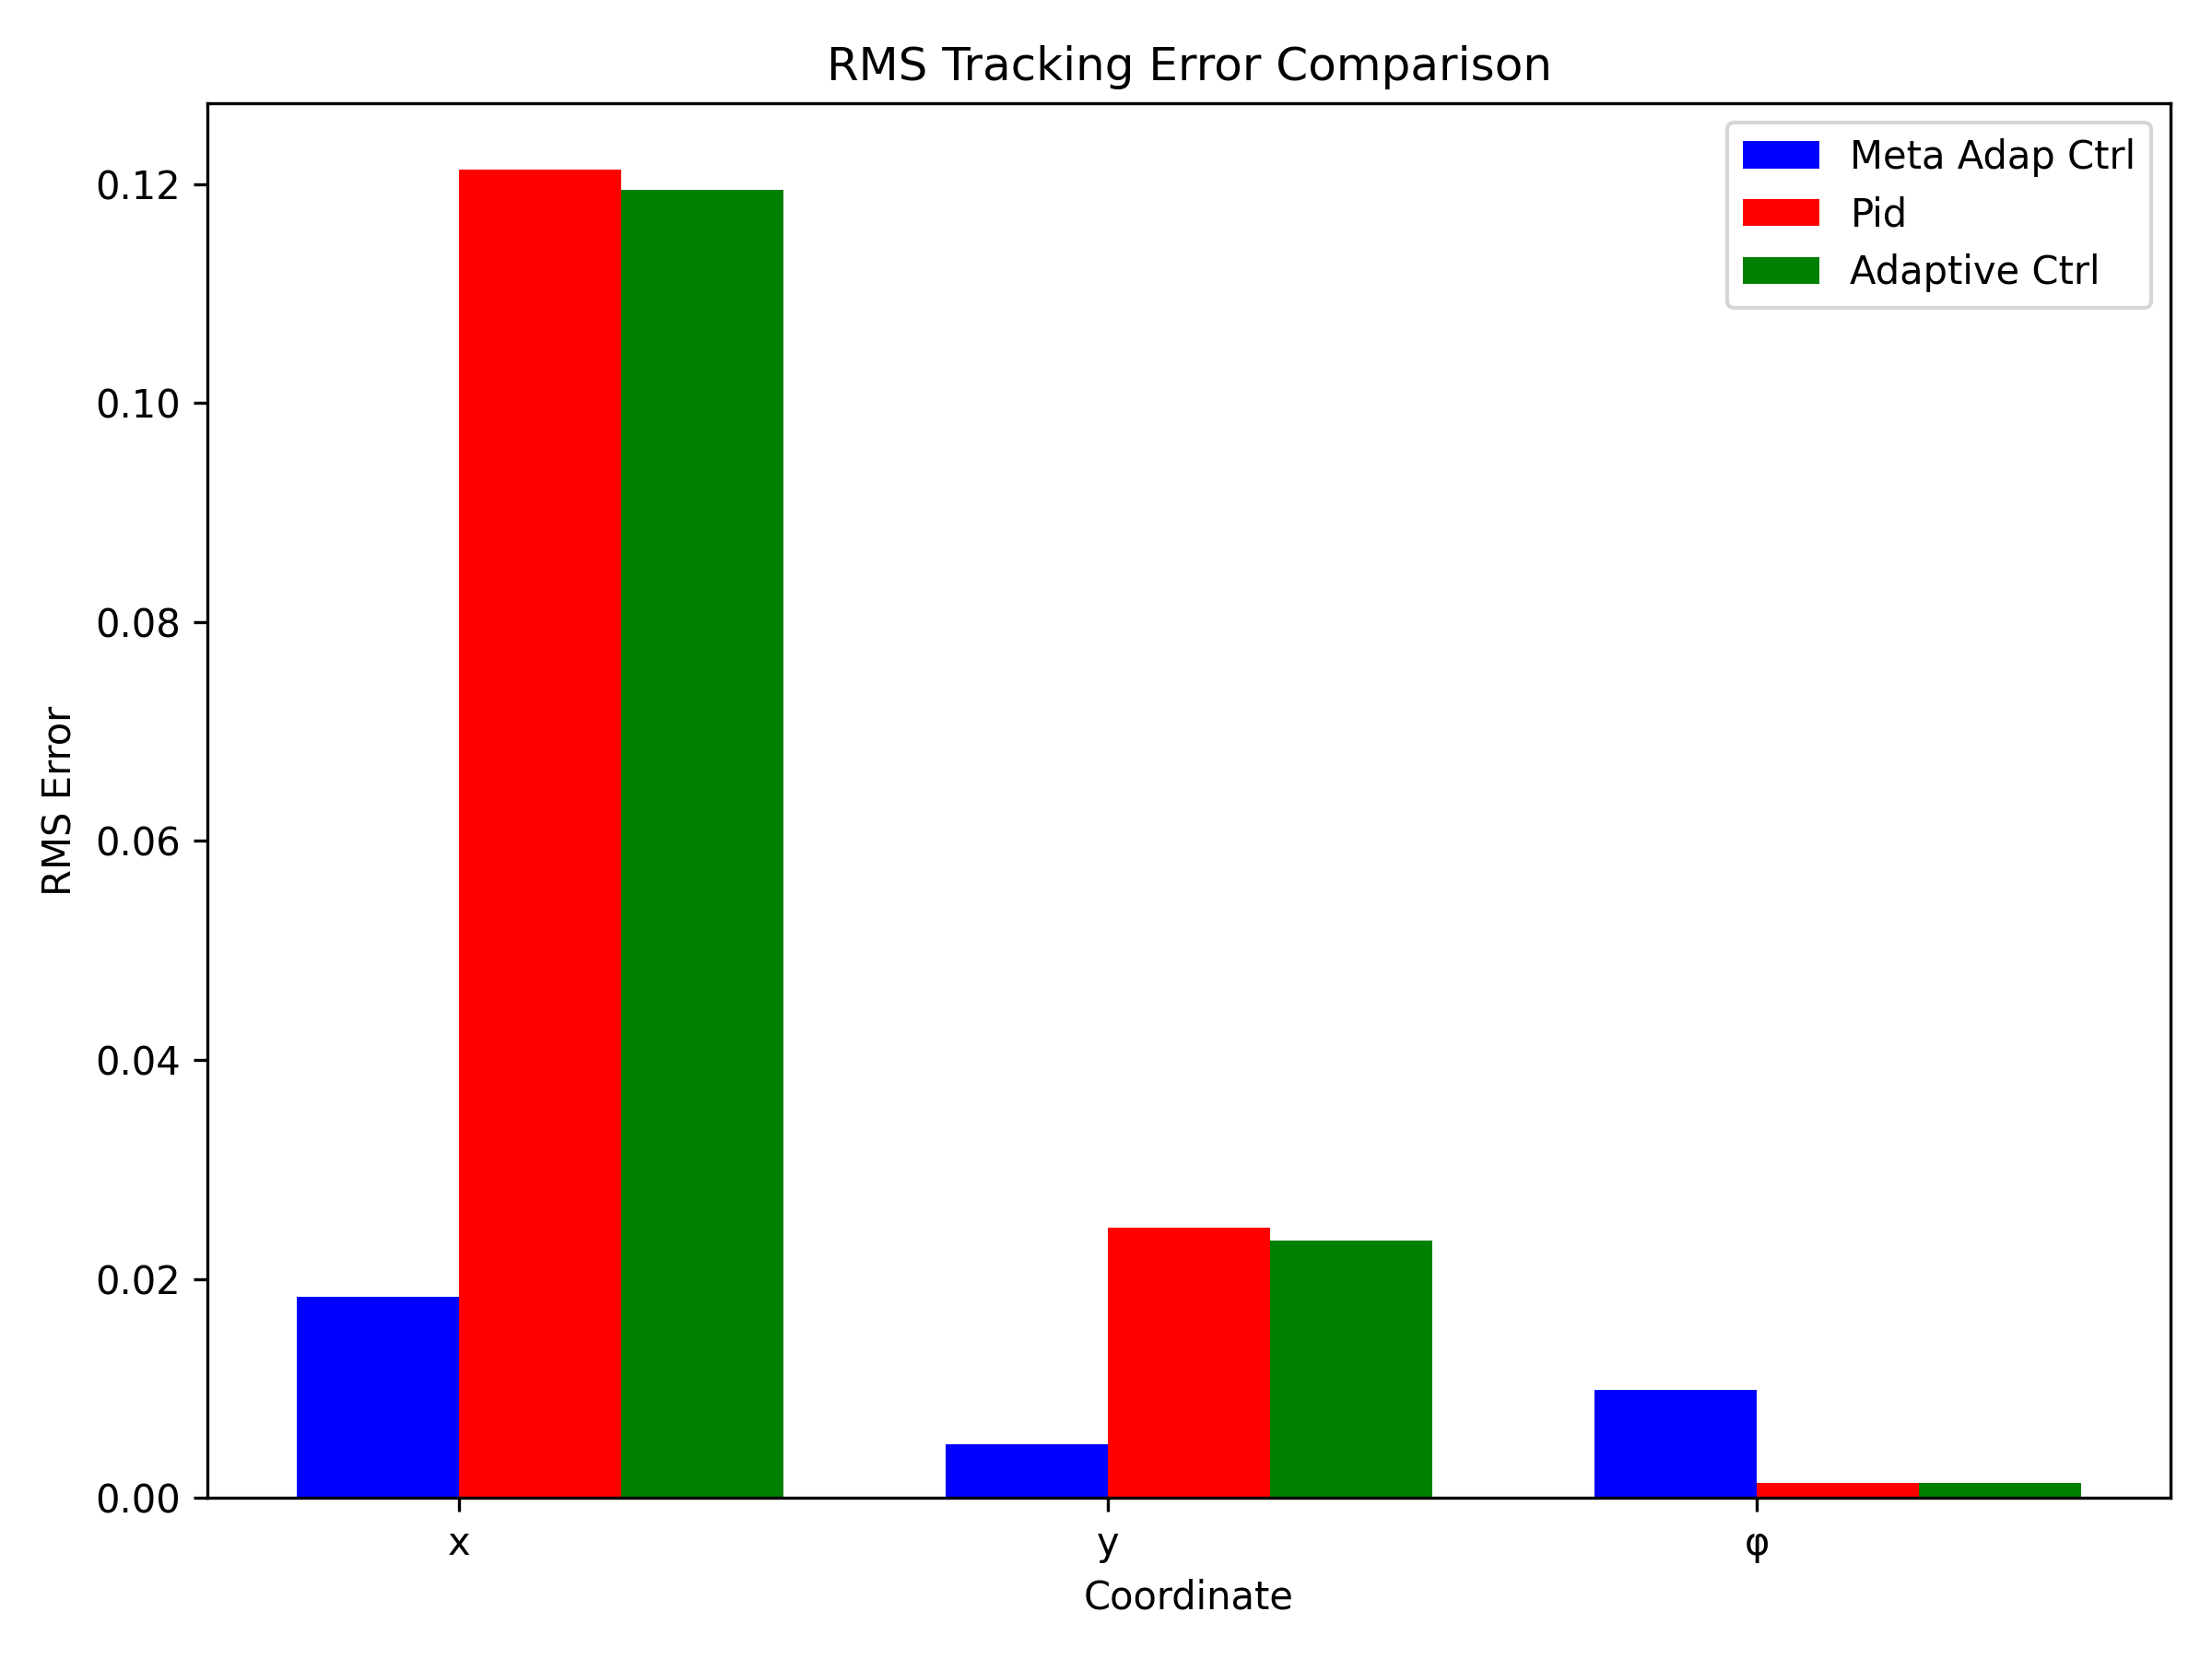 RMS Tracking Error Comparison
Meta Adap Ctrl
Pid
Adaptive Ctrl
RMS Error
0.12
0.10
0.08
0.06
0.04
0.02
0.00
x
y
φ
Coordinate